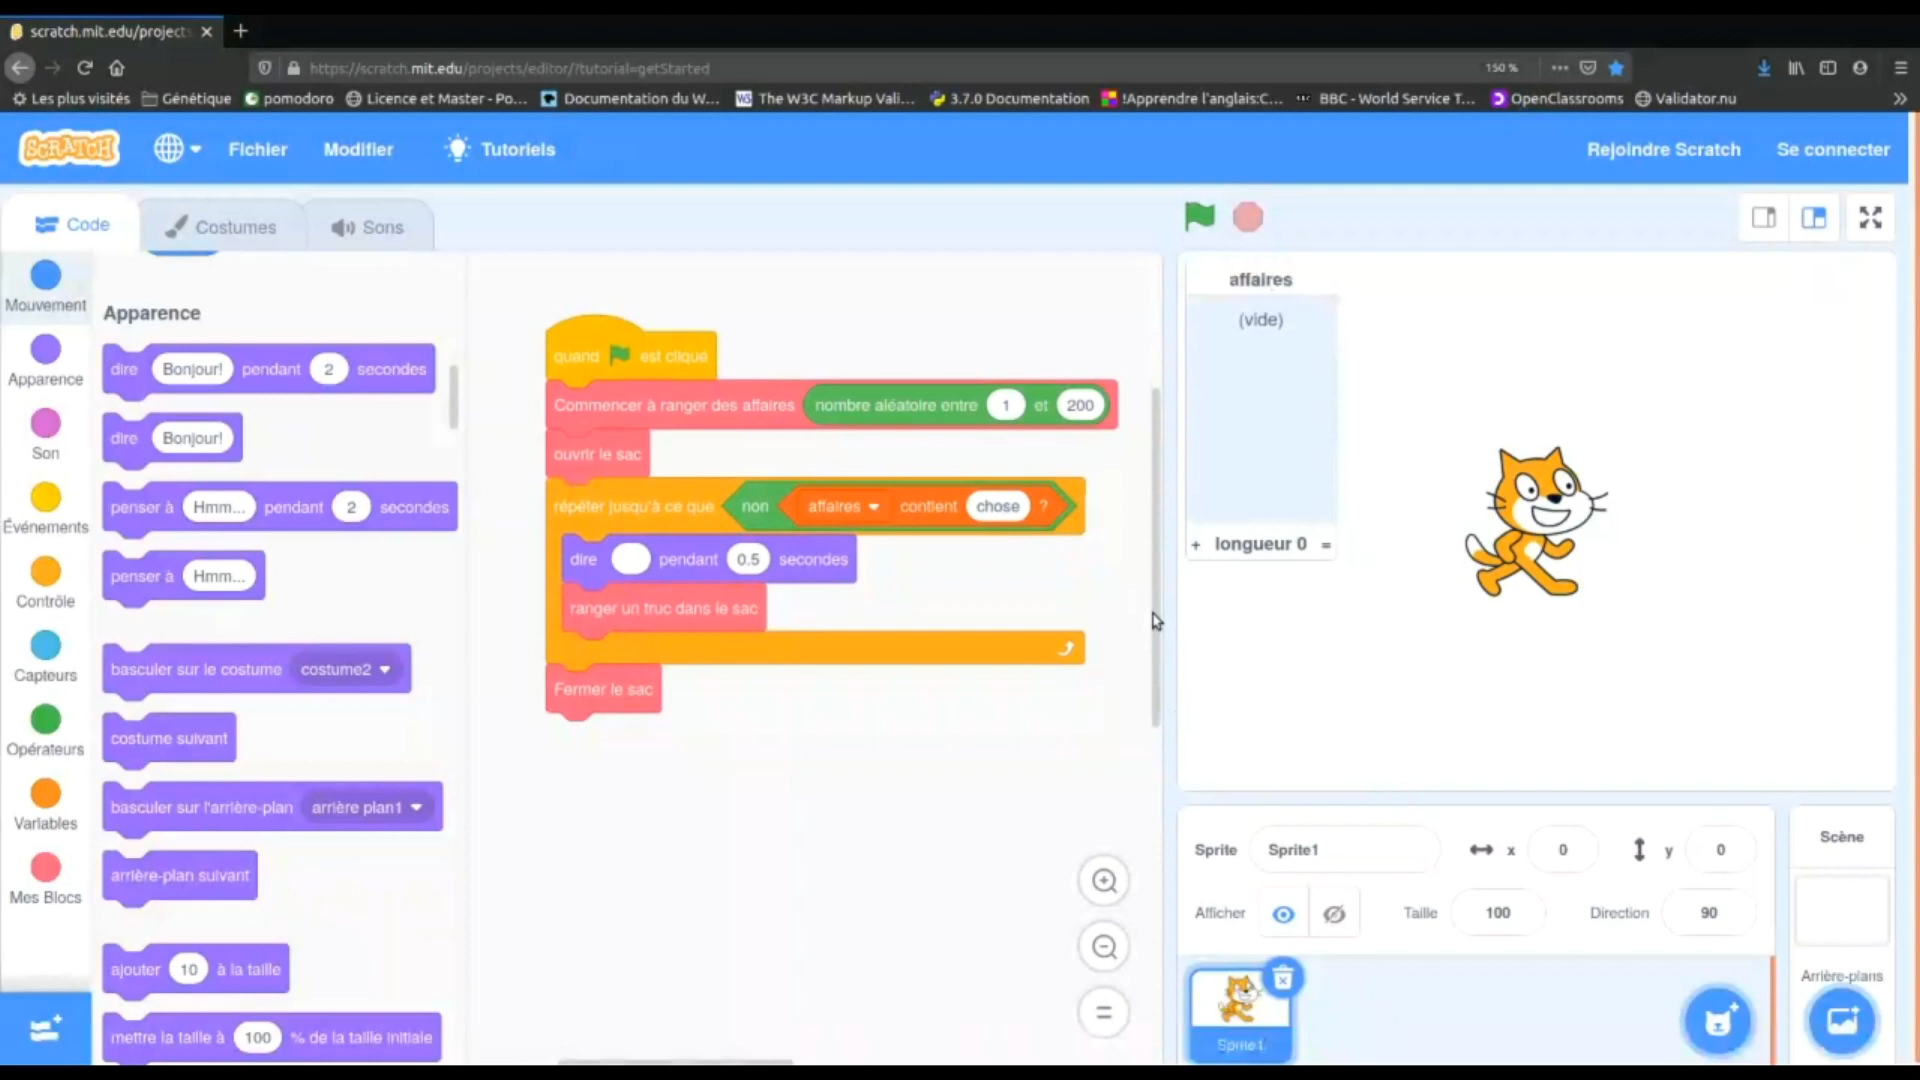 scratch.mit.edu/project
https://scratch.mit.edu/projects/editor/?tutorial=getStarted
150 %
Les plus visités
Génétique
pomodoro
Licence et Master - Po...
Documentation du W...
The W3C Markup Vali...
3.7.0 Documentation
!Apprendre l'anglais:C...
BBC - World Service T...
OpenClassrooms
Validator.nu
SCRATCH
Fichier
Modifier
Tutoriels
Rejoindre Scratch
Se connecter
Code
Costumes
Sons
Mouvement
Apparence
Son
Événements
Contrôle
Capteurs
Opérateurs
Variables
Mes Blocs
Apparence
dire Bonjour! pendant 2 secondes
dire Bonjour!
penser à Hmm... pendant 2 secondes
penser à Hmm...
basculer sur le costume costume2
costume suivant
basculer sur l'arrière-plan arrière plan1
arrière-plan suivant
ajouter 10 à la taille
mettre la taille à 100 % de la taille initiale
quand est cliqué
Commencer à ranger des affaires nombre aléatoire entre 1 et 200
ouvrir le sac
répéter jusqu'à ce que non affaires contient chose ?
dire pendant 0.5 secondes
ranger un truc dans le sac
Fermer le sac
affaires
(vide)
+ longueur 0 =
Sprite Sprite1 x 0 y 0
Afficher Taille 100 Direction 90
Sprite1
Scène
Arrière-plans